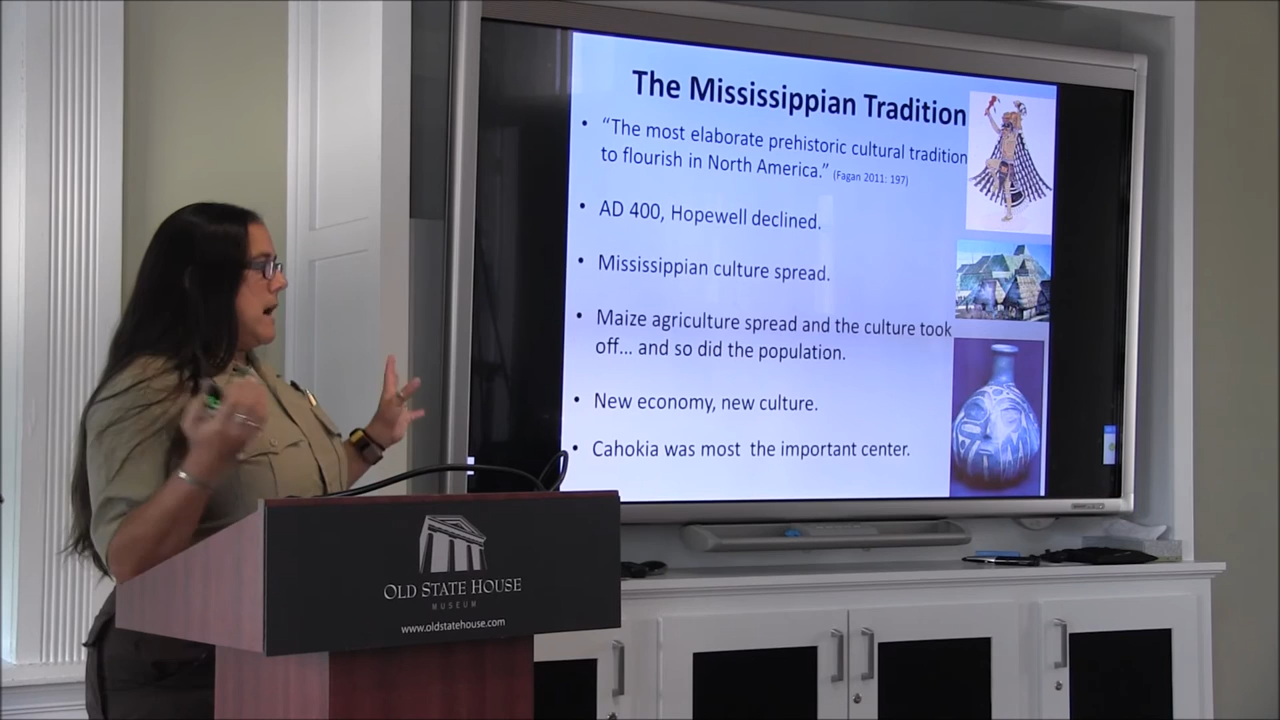 The Mississippian Tradition
• “The most elaborate prehistoric cultural tradition
to flourish in North America.” (Fagan 2011: 197)
• AD 400, Hopewell declined.
• Mississippian culture spread.
• Maize agriculture spread and the culture took
off… and so did the population.
• New economy, new culture.
• Cahokia was most the important center.
OLD STATE HOUSE
MUSEUM
www.oldstatehouse.com